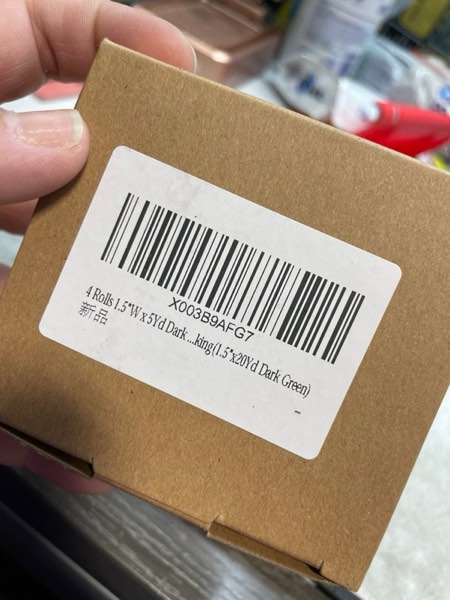 X003B9AFG7
4 Rolls 1.5"W x 5Yd Dark ...king(1.5"x20Yd Dark Green)
新品